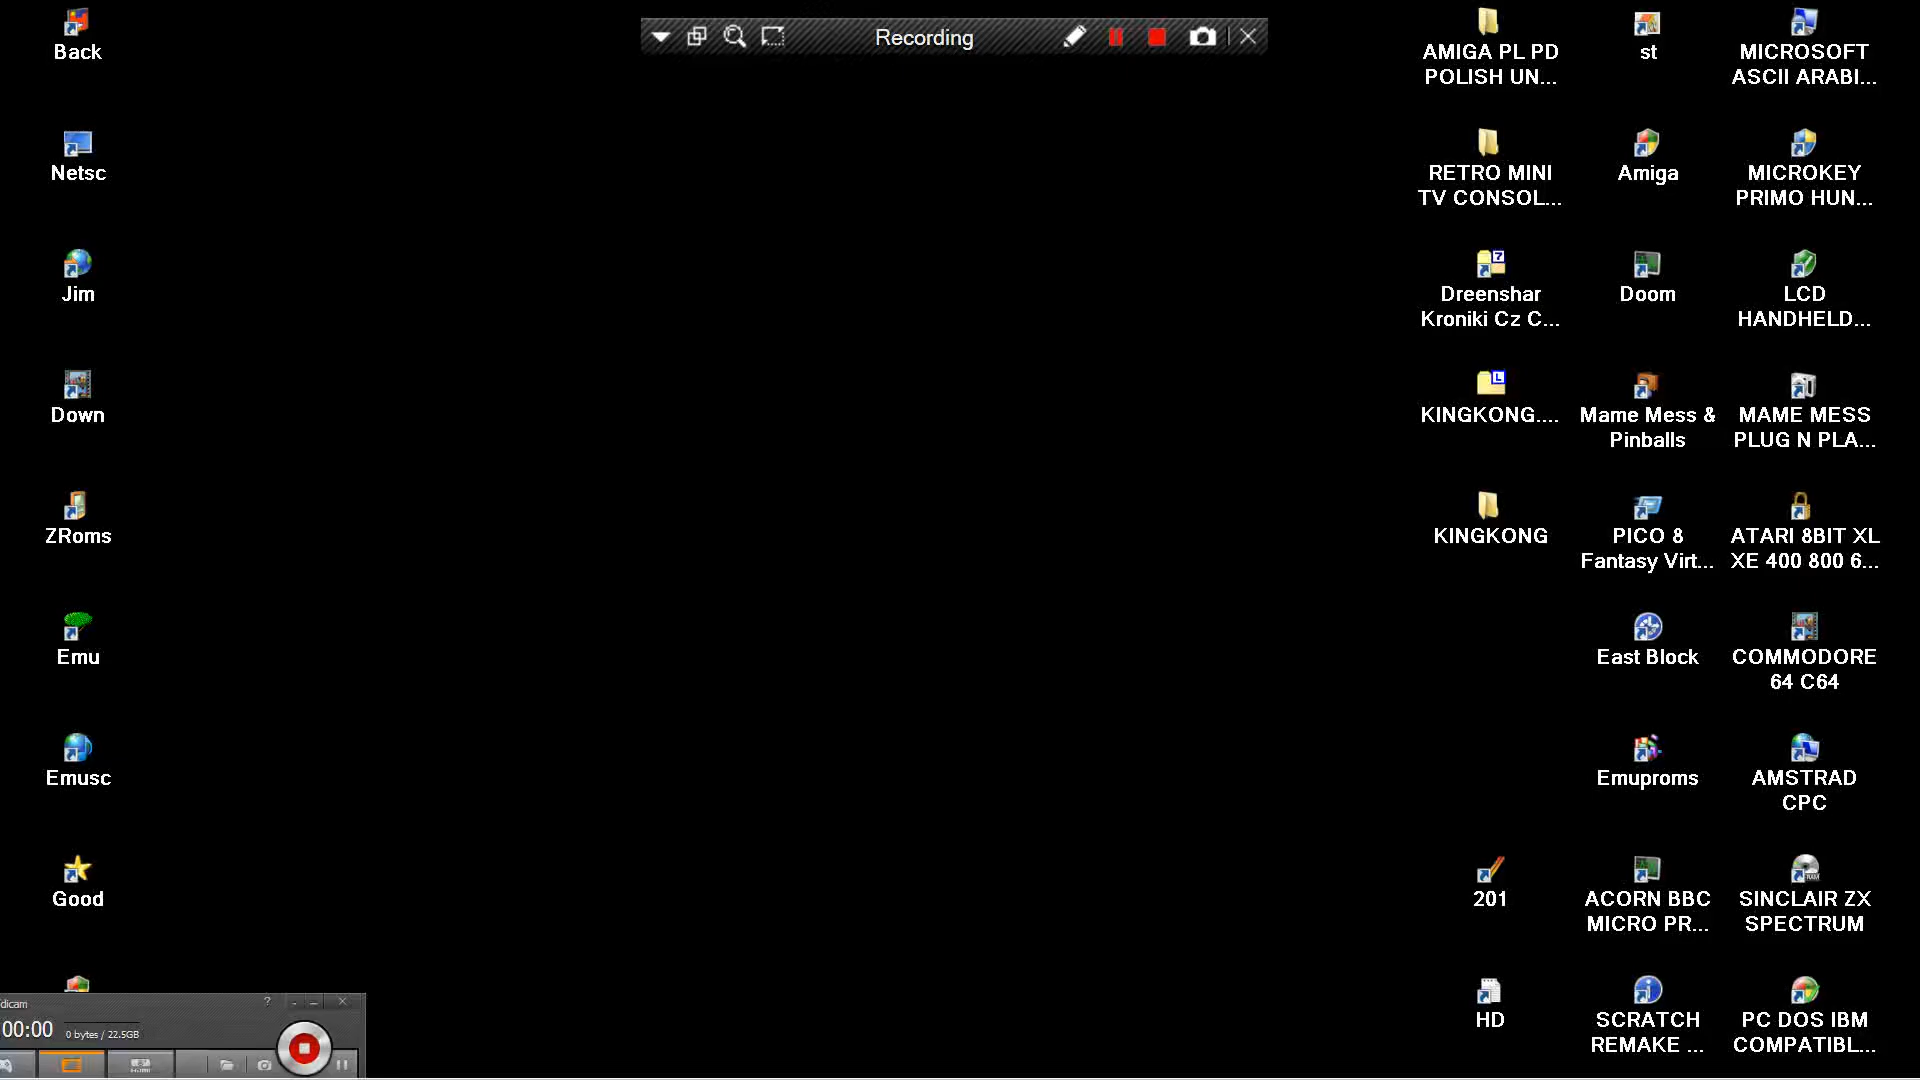 Back
Netsc
Jim
Down
ZRoms
Emu
Emusc
Good
Recording
AMIGA PL PD
POLISH UN...
RETRO MINI
TV CONSOL...
Dreenshar
Kroniki Cz C...
KINGKONG....
KINGKONG
201
HD
st
Amiga
Doom
Mame Mess &
Pinballs
PICO 8
Fantasy Virt...
East Block
Emuproms
ACORN BBC
MICRO PR...
SCRATCH
REMAKE ...
MICROSOFT
ASCII ARABI...
MICROKEY
PRIMO HUN...
LCD
HANDHELD...
MAME MESS
PLUG N PLA...
ATARI 8BIT XL
XE 400 800 6...
COMMODORE
64 C64
AMSTRAD
CPC
SINCLAIR ZX
SPECTRUM
PC DOS IBM
COMPATIBL...
dicam
00:00
0 bytes / 22.5GB